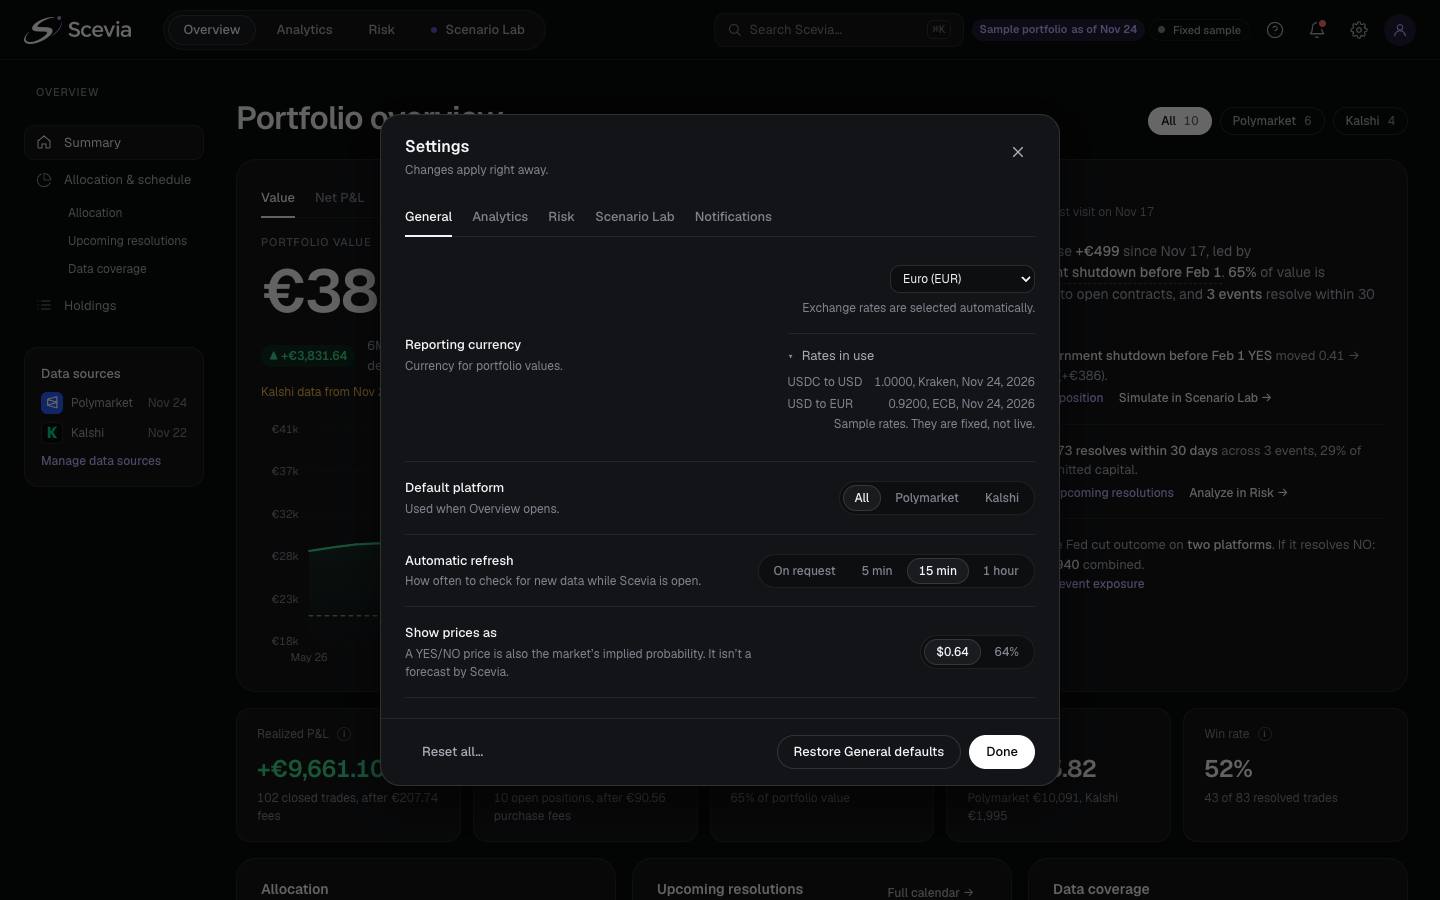 Scevia
Overview
Analytics
Risk
Scenario Lab
Search Scevia...
⌘K
Sample portfolio as of Nov 24
Fixed sample
OVERVIEW
Summary
Allocation & schedule
Allocation
Upcoming resolutions
Data coverage
Holdings
Data sources
Polymarket Nov 24
Kalshi Nov 22
Manage data sources
Portfolio overview
All 10
Polymarket 6
Kalshi 4
Value
Net P&L
PORTFOLIO VALUE
€38
▲ +€3,831.64
6M
Kalshi data from Nov
€41k
€37k
€32k
€28k
€23k
€18k
May 26
Settings
Changes apply right away.
General
Analytics
Risk
Scenario Lab
Notifications
Reporting currency
Currency for portfolio values.
Euro (EUR)
Exchange rates are selected automatically.
Rates in use
USDC to USD 1.0000, Kraken, Nov 24, 2026
USD to EUR 0.9200, ECB, Nov 24, 2026
Sample rates. They are fixed, not live.
Default platform
Used when Overview opens.
All
Polymarket
Kalshi
Automatic refresh
How often to check for new data while Scevia is open.
On request
5 min
15 min
1 hour
Show prices as
A YES/NO price is also the market's implied probability. It isn't a
forecast by Scevia.
$0.64
64%
Reset all...
Restore General defaults
Done
st visit on Nov 17
se +€499 since Nov 17, led by
nt shutdown before Feb 1. 65% of value is
to open contracts, and 3 events resolve within 30
rnment shutdown before Feb 1 YES moved 0.41 →
(+€386).
position
Simulate in Scenario Lab →
73 resolves within 30 days across 3 events, 29% of
mitted capital.
pcoming resolutions
Analyze in Risk →
e Fed cut outcome on two platforms. If it resolves NO:
940 combined.
event exposure
Realized P&L
+€9,661.10
102 closed trades, after €207.74
fees
10 open positions, after €90.56
purchase fees
65% of portfolio value
6.82
Polymarket €10,091, Kalshi
€1,995
Win rate
52%
43 of 83 resolved trades
Allocation
Upcoming resolutions
Full calendar →
Data coverage